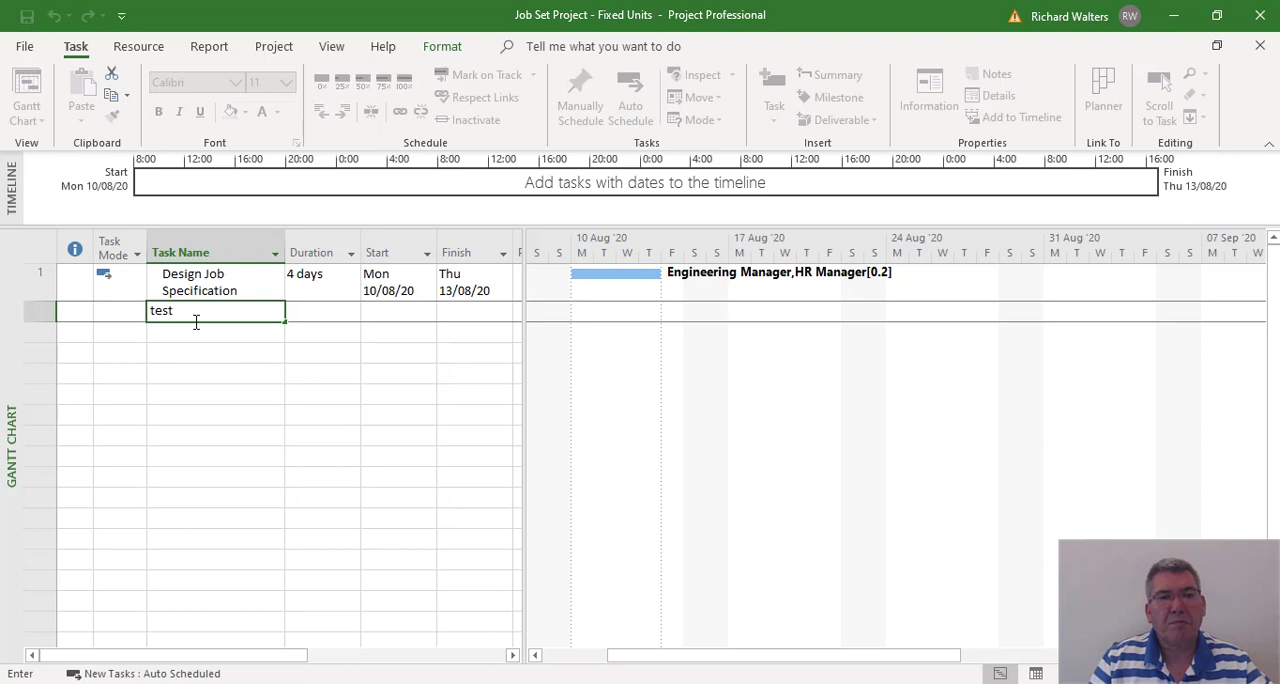 Job Set Project - Fixed Units - Project Professional
Richard Walters
RW
File Task Resource Report Project View Help Format Tell me what you want to do
Gantt Chart
View
Paste
Clipboard
Calibri 11
B I U A
Font
0% 25% 50% 75% 100%
Mark on Track
Respect Links
Inactivate
Schedule
Manually Schedule
Auto Schedule
Inspect
Move
Mode
Tasks
Task
Summary
Milestone
Deliverable
Insert
Information
Notes
Details
Add to Timeline
Properties
Planner
Link To
Scroll to Task
Editing
TIMELINE
8:00 12:00 16:00 20:00 0:00 4:00 8:00 12:00 16:00 20:00 0:00 4:00 8:00 12:00 16:00 20:00 0:00 4:00 8:00 12:00 16:00
Start
Mon 10/08/20
Add tasks with dates to the timeline
Finish
Thu 13/08/20
Task Mode
Task Name
Duration
Start
Finish
P
10 Aug '20 17 Aug '20 24 Aug '20 31 Aug '20 07 Sep '20
S S M T W T F S S M T W T F S S M T W T F S S M T W T F S S M T W
1
Design Job Specification
4 days
Mon 10/08/20
Thu 13/08/20
Engineering Manager,HR Manager[0.2]
test
GANTT CHART
Enter
New Tasks : Auto Scheduled